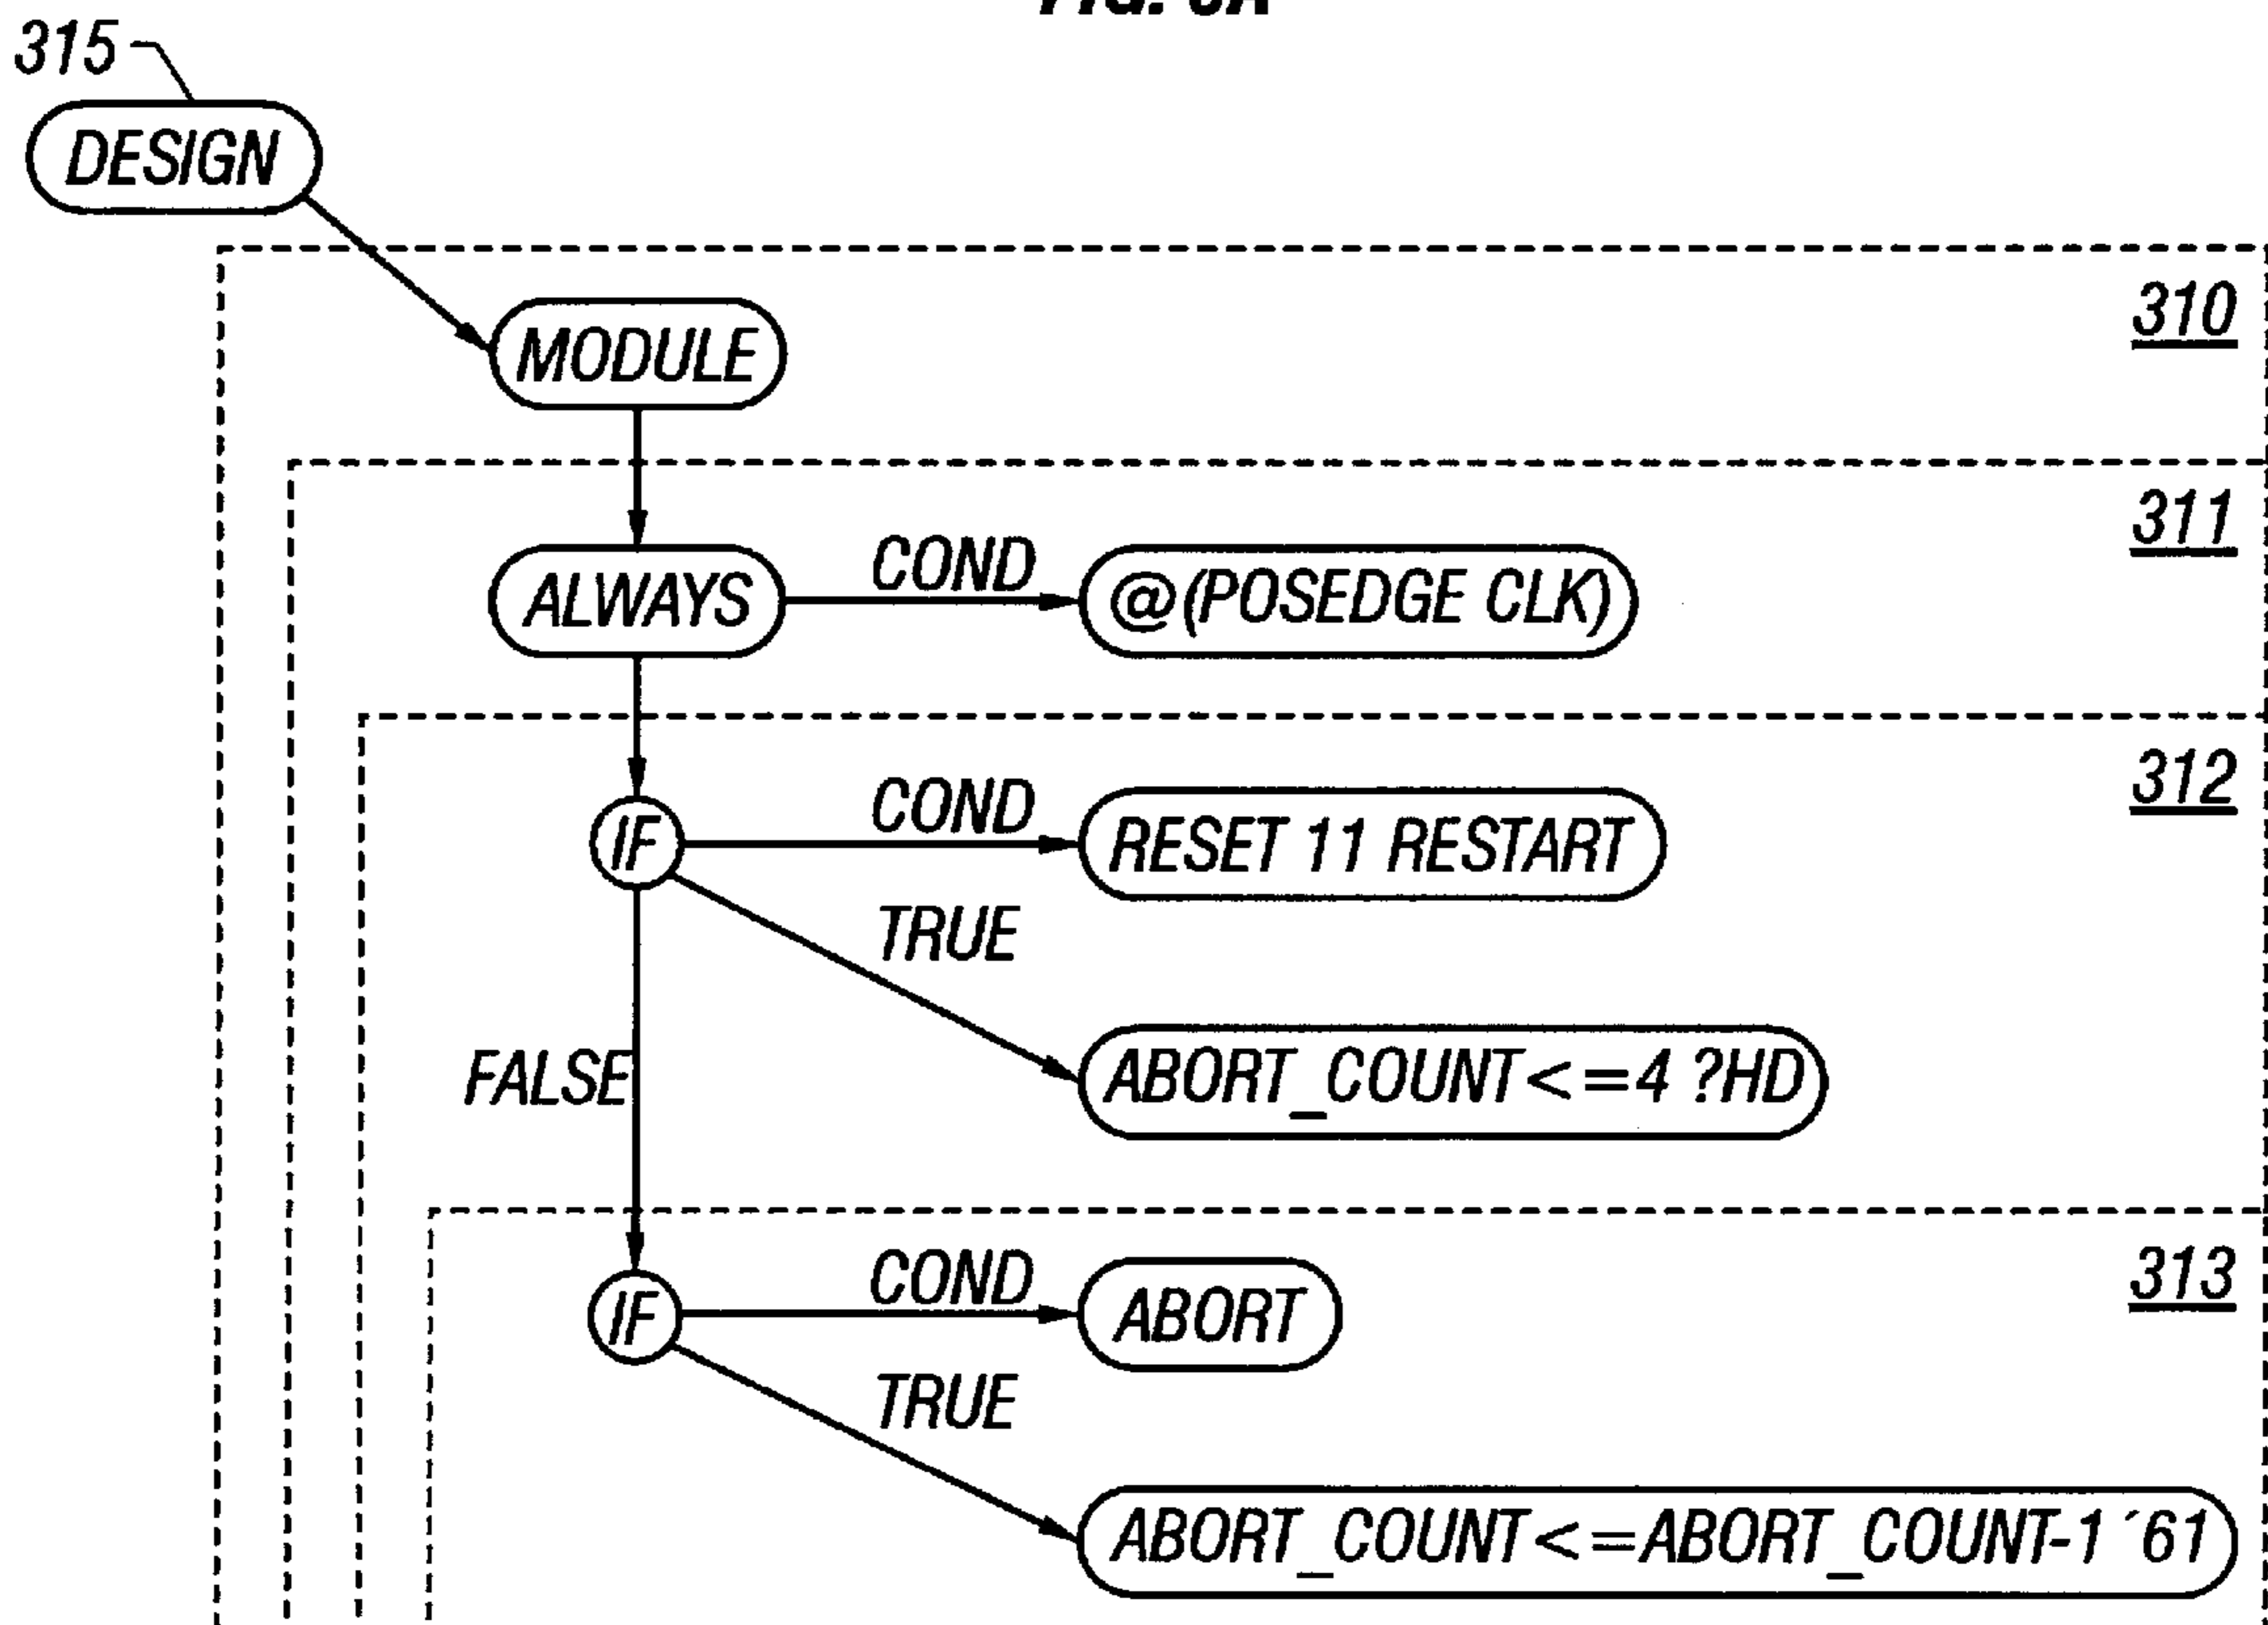 315
DESIGN
310
MODULE
311
ALWAYS COND @(POSEDGE CLK)
312
IF COND RESET 11 RESTART
TRUE
FALSE ABORT_COUNT<=4 ?HD
313
IF COND ABORT
TRUE
ABORT_COUNT<=ABORT_COUNT-1 ´61